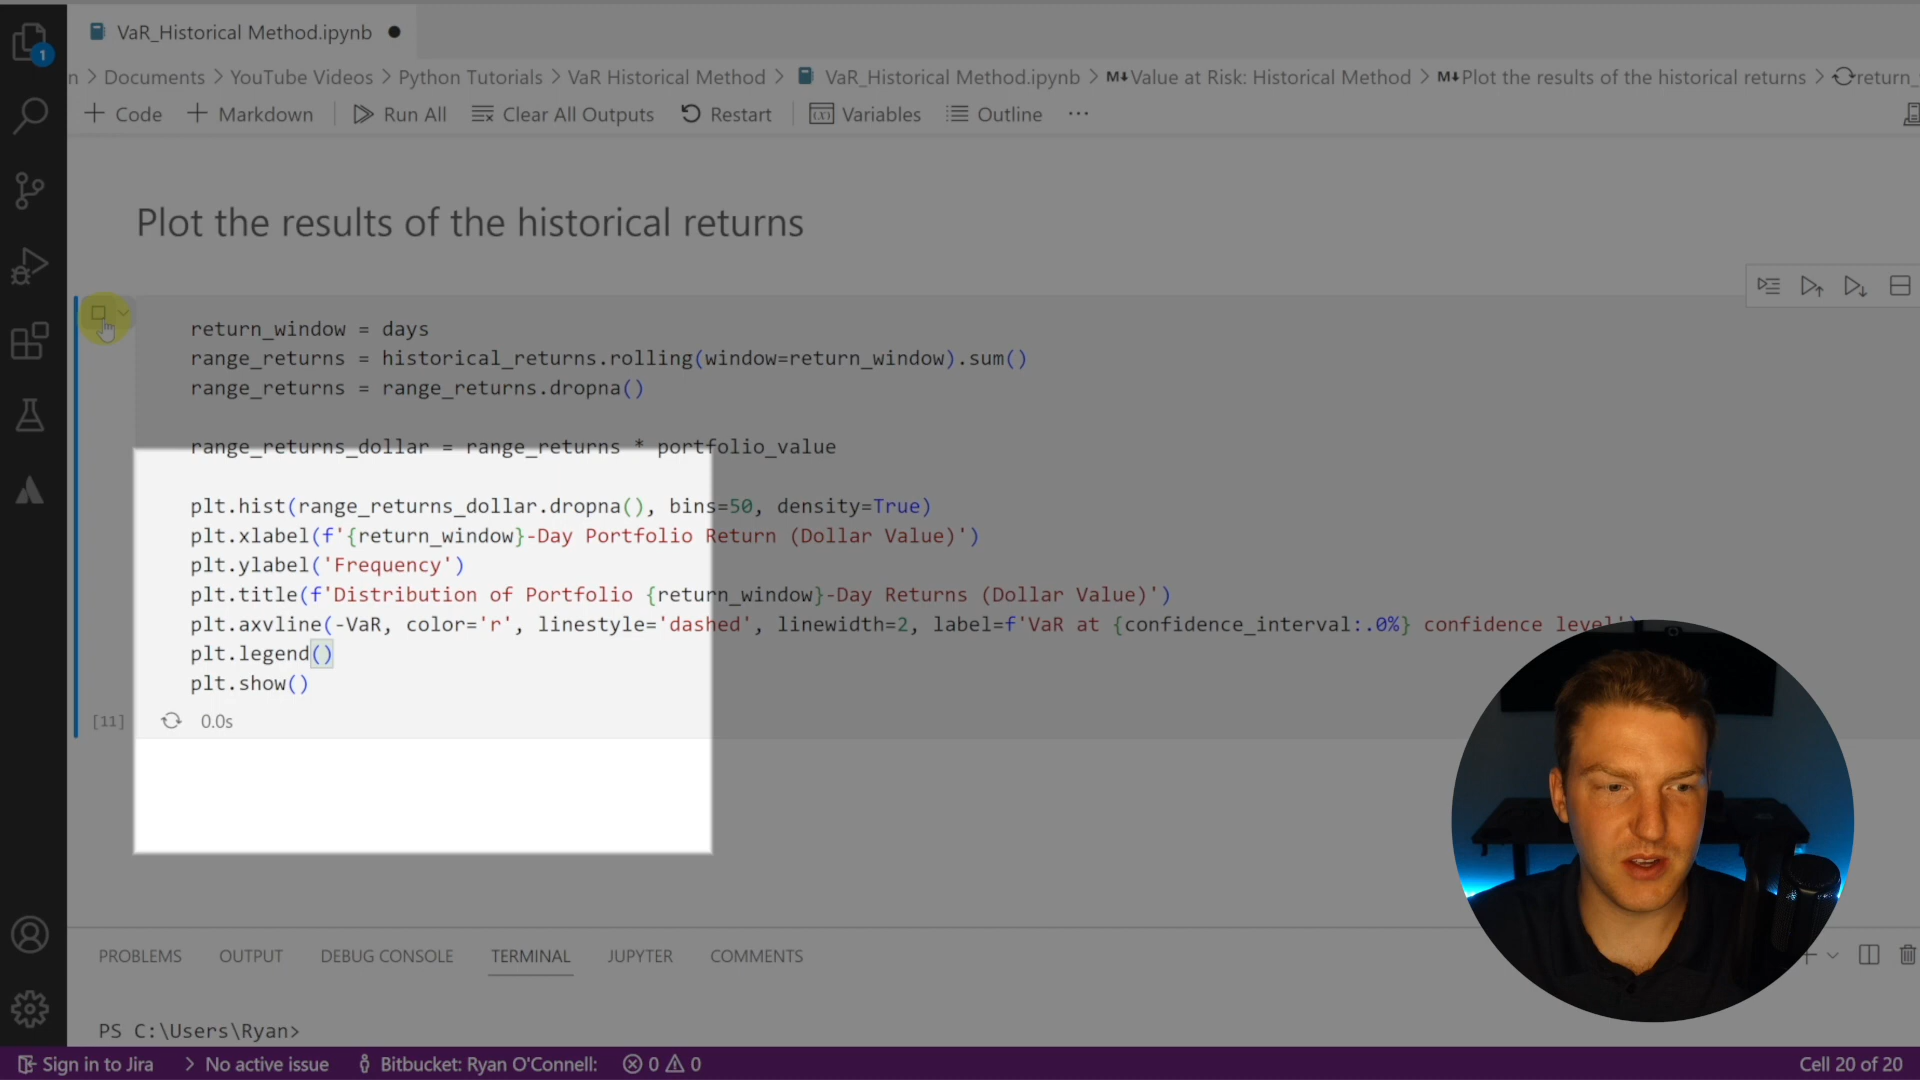 VaR_Historical Method.ipynb
1
n > Documents > YouTube Videos > Python Tutorials > VaR Historical Method > VaR_Historical Method.ipynb > M↓Value at Risk: Historical Method > M↓Plot the results of the historical returns > return_
Code Markdown Run All Clear All Outputs Restart Variables Outline ...
Plot the results of the historical returns
return_window = days
range_returns = historical_returns.rolling(window=return_window).sum()
range_returns = range_returns.dropna()
range_returns_dollar = range_returns * portfolio_value
plt.hist(range_returns_dollar.dropna(), bins=50, density=True)
plt.xlabel(f'{return_window}-Day Portfolio Return (Dollar Value)')
plt.ylabel('Frequency')
plt.title(f'Distribution of Portfolio {return_window}-Day Returns (Dollar Value)')
plt.axvline(-VaR, color='r', linestyle='dashed', linewidth=2, label=f'VaR at {confidence_interval:.0%} confidence level')
plt.legend()
plt.show()
[11] 0.0s
PROBLEMS OUTPUT DEBUG CONSOLE TERMINAL JUPYTER COMMENTS
PS C:\Users\Ryan>
Sign in to Jira > No active issue Bitbucket: Ryan O'Connell: 0 0 Cell 20 of 20